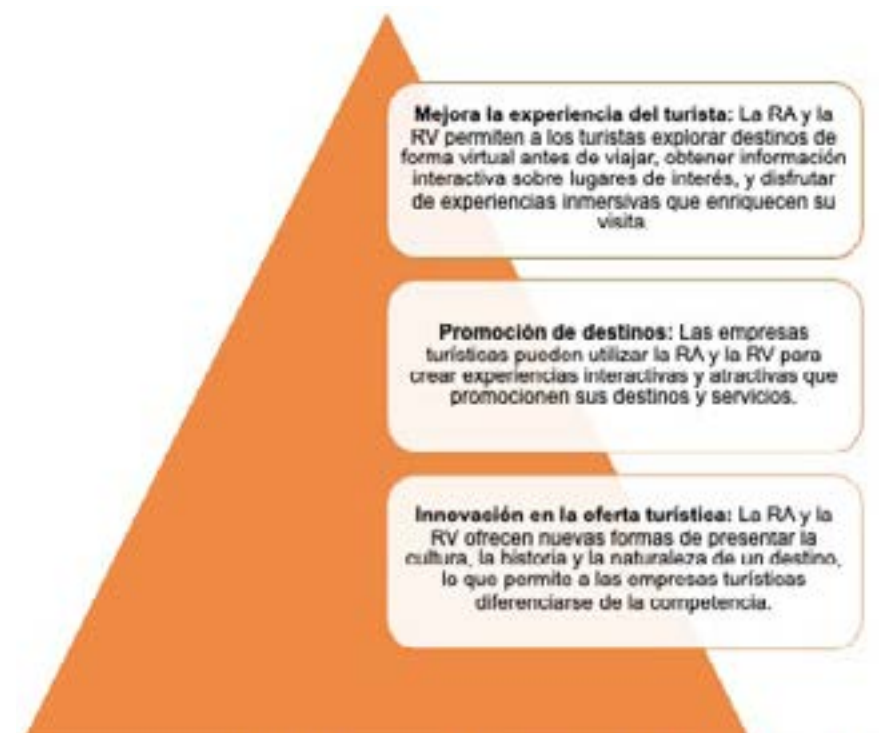 Mejora la experiencia del turista: La RA y la
RV permiten a los turistas explorar destinos de
forma virtual antes de viajar, obtener información
interactiva sobre lugares de interés, y disfrutar
de experiencias inmersivas que enriquecen su
visita
Promoción de destinos: Las empresas
turísticas pueden utilizar la RA y la RV para
crear experiencias interactivas y atractivas que
promocionen sus destinos y servicios.
Innovación en la oferta turística: La RA y la
RV ofrecen nuevas formas de presentar la
cultura, la historia y la naturaleza de un destino,
lo que permite a las empresas turísticas
diferenciarse de la competencia.